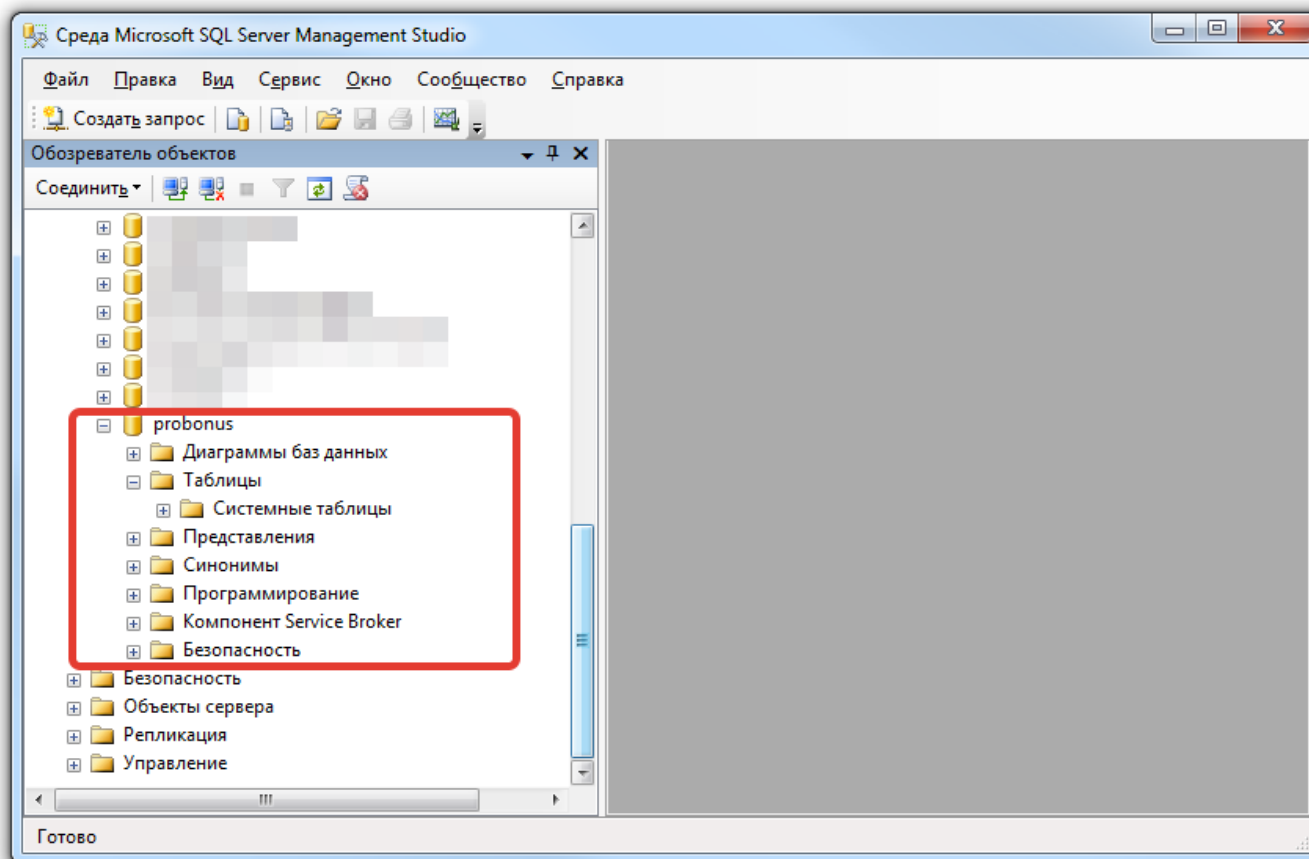 Среда Microsoft SQL Server Management Studio
Файл Правка Вид Сервис Окно Сообщество Справка
Создать запрос
Обозреватель объектов
Соединить
probonus
Диаграммы баз данных
Таблицы
Системные таблицы
Представления
Синонимы
Программирование
Компонент Service Broker
Безопасность
Безопасность
Объекты сервера
Репликация
Управление
Готово